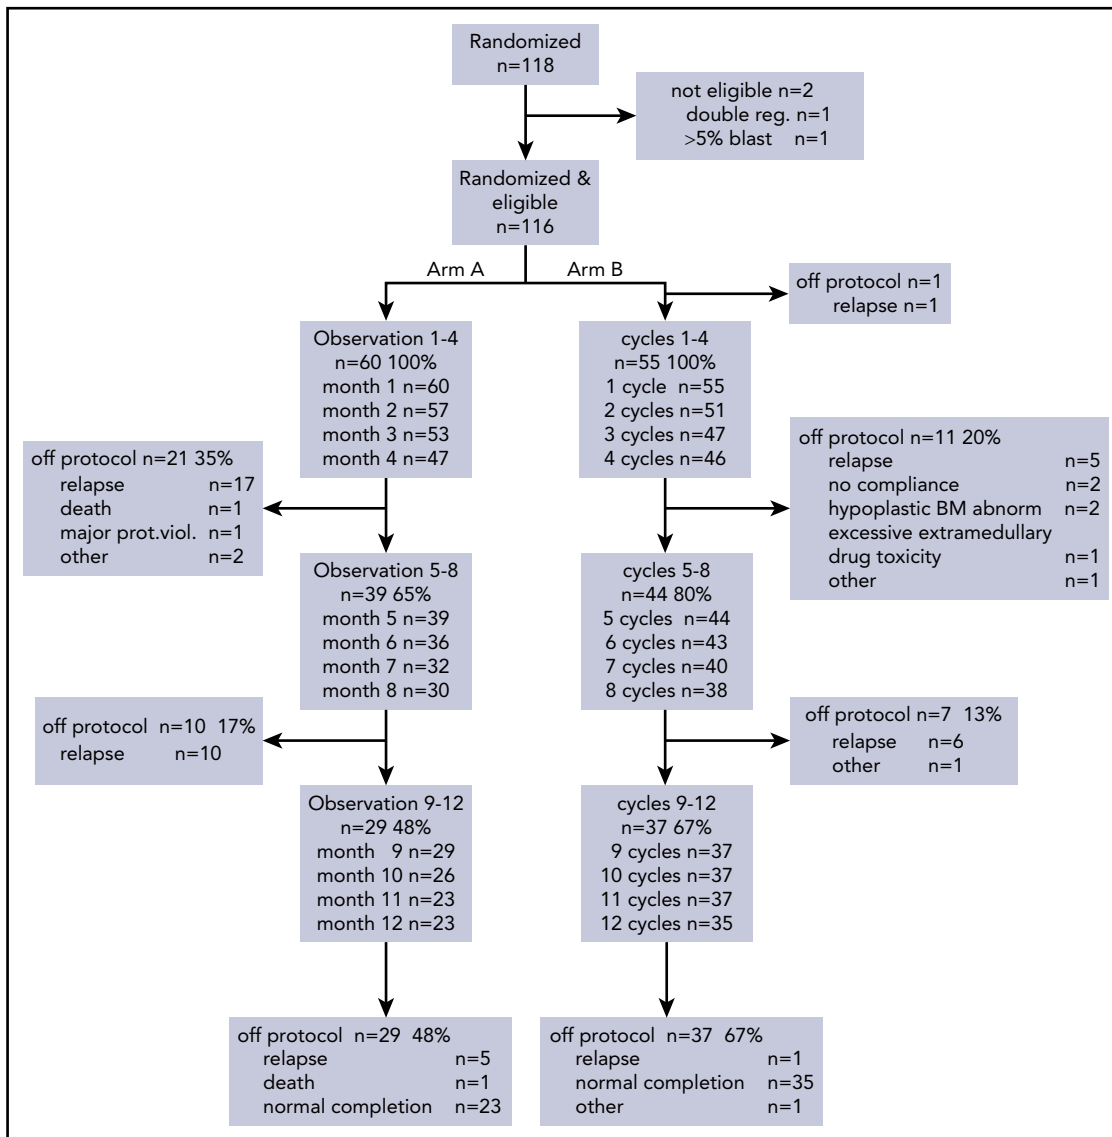 Randomized
n=118
not eligible n=2
double reg. n=1
>5% blast n=1
Randomized &
eligible
n=116
Arm A
Arm B
off protocol n=1
relapse n=1
Observation 1-4
n=60 100%
month 1 n=60
month 2 n=57
month 3 n=53
month 4 n=47
cycles 1-4
n=55 100%
1 cycle n=55
2 cycles n=51
3 cycles n=47
4 cycles n=46
off protocol n=21 35%
relapse n=17
death n=1
major prot.viol. n=1
other n=2
off protocol n=11 20%
relapse n=5
no compliance n=2
hypoplastic BM abnorm n=2
excessive extramedullary
drug toxicity n=1
other n=1
Observation 5-8
n=39 65%
month 5 n=39
month 6 n=36
month 7 n=32
month 8 n=30
cycles 5-8
n=44 80%
5 cycles n=44
6 cycles n=43
7 cycles n=40
8 cycles n=38
off protocol n=10 17%
relapse n=10
off protocol n=7 13%
relapse n=6
other n=1
Observation 9-12
n=29 48%
month 9 n=29
month 10 n=26
month 11 n=23
month 12 n=23
cycles 9-12
n=37 67%
9 cycles n=37
10 cycles n=37
11 cycles n=37
12 cycles n=35
off protocol n=29 48%
relapse n=5
death n=1
normal completion n=23
off protocol n=37 67%
relapse n=1
normal completion n=35
other n=1